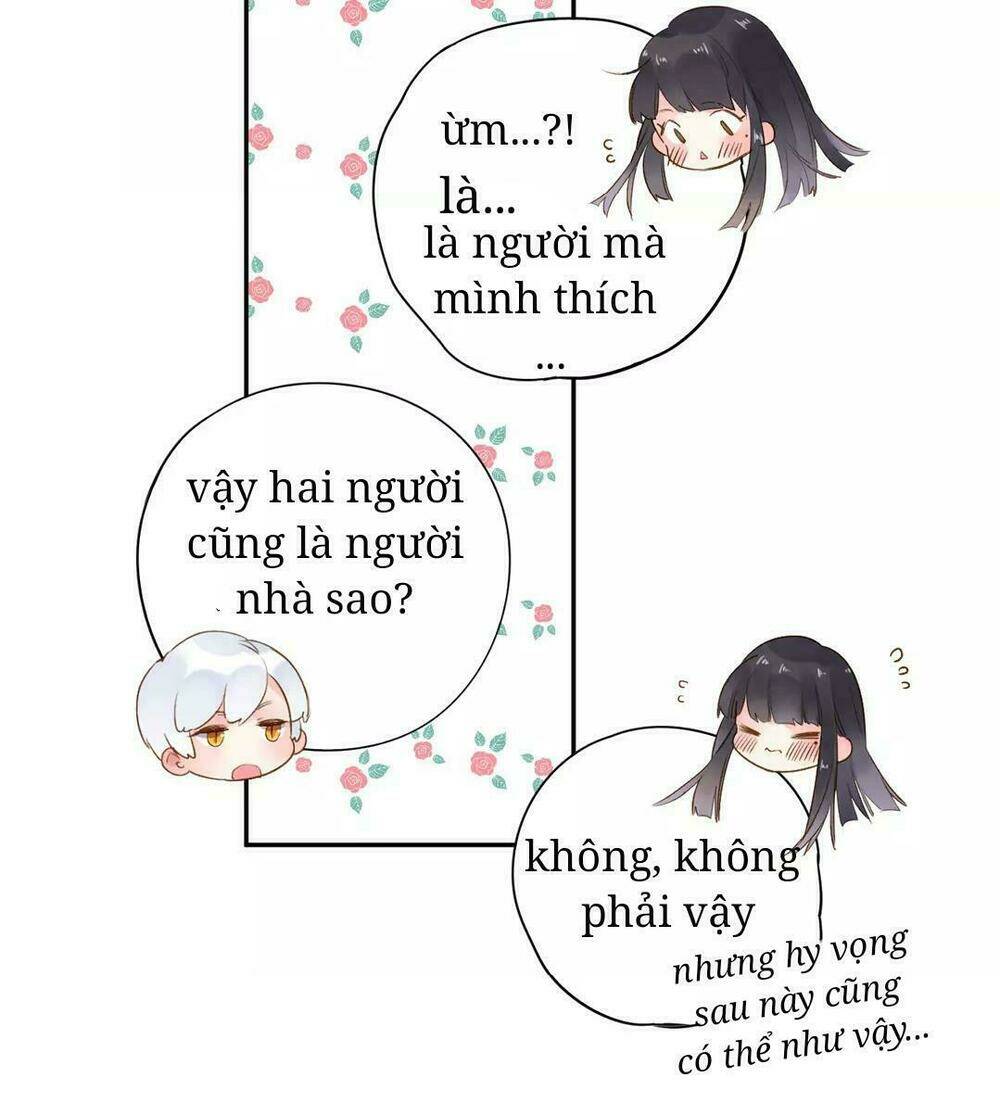 ừm...?!
là...
là người mà
mình thích
...
vậy hai người
cũng là người
nhà sao?
không, không
phải vậy
nhưng hy vọng
sau này cũng
có thể như vậy...